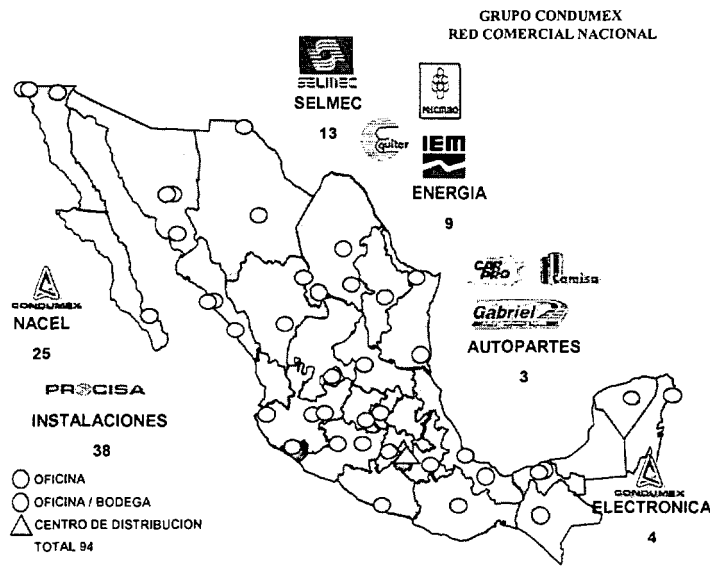 GRUPO CONDUMEX
RED COMERCIAL NACIONAL
SELMEC
SELMEC
13
IEM
ENERGIA
9
CONDUMEX
NACEL
25
Gabriel
AUTOPARTES
3
PRECISA
INSTALACIONES
38
OFICINA
OFICINA / BODEGA
CENTRO DE DISTRIBUCION
TOTAL 94
CONDUMEX
ELECTRONICA
4